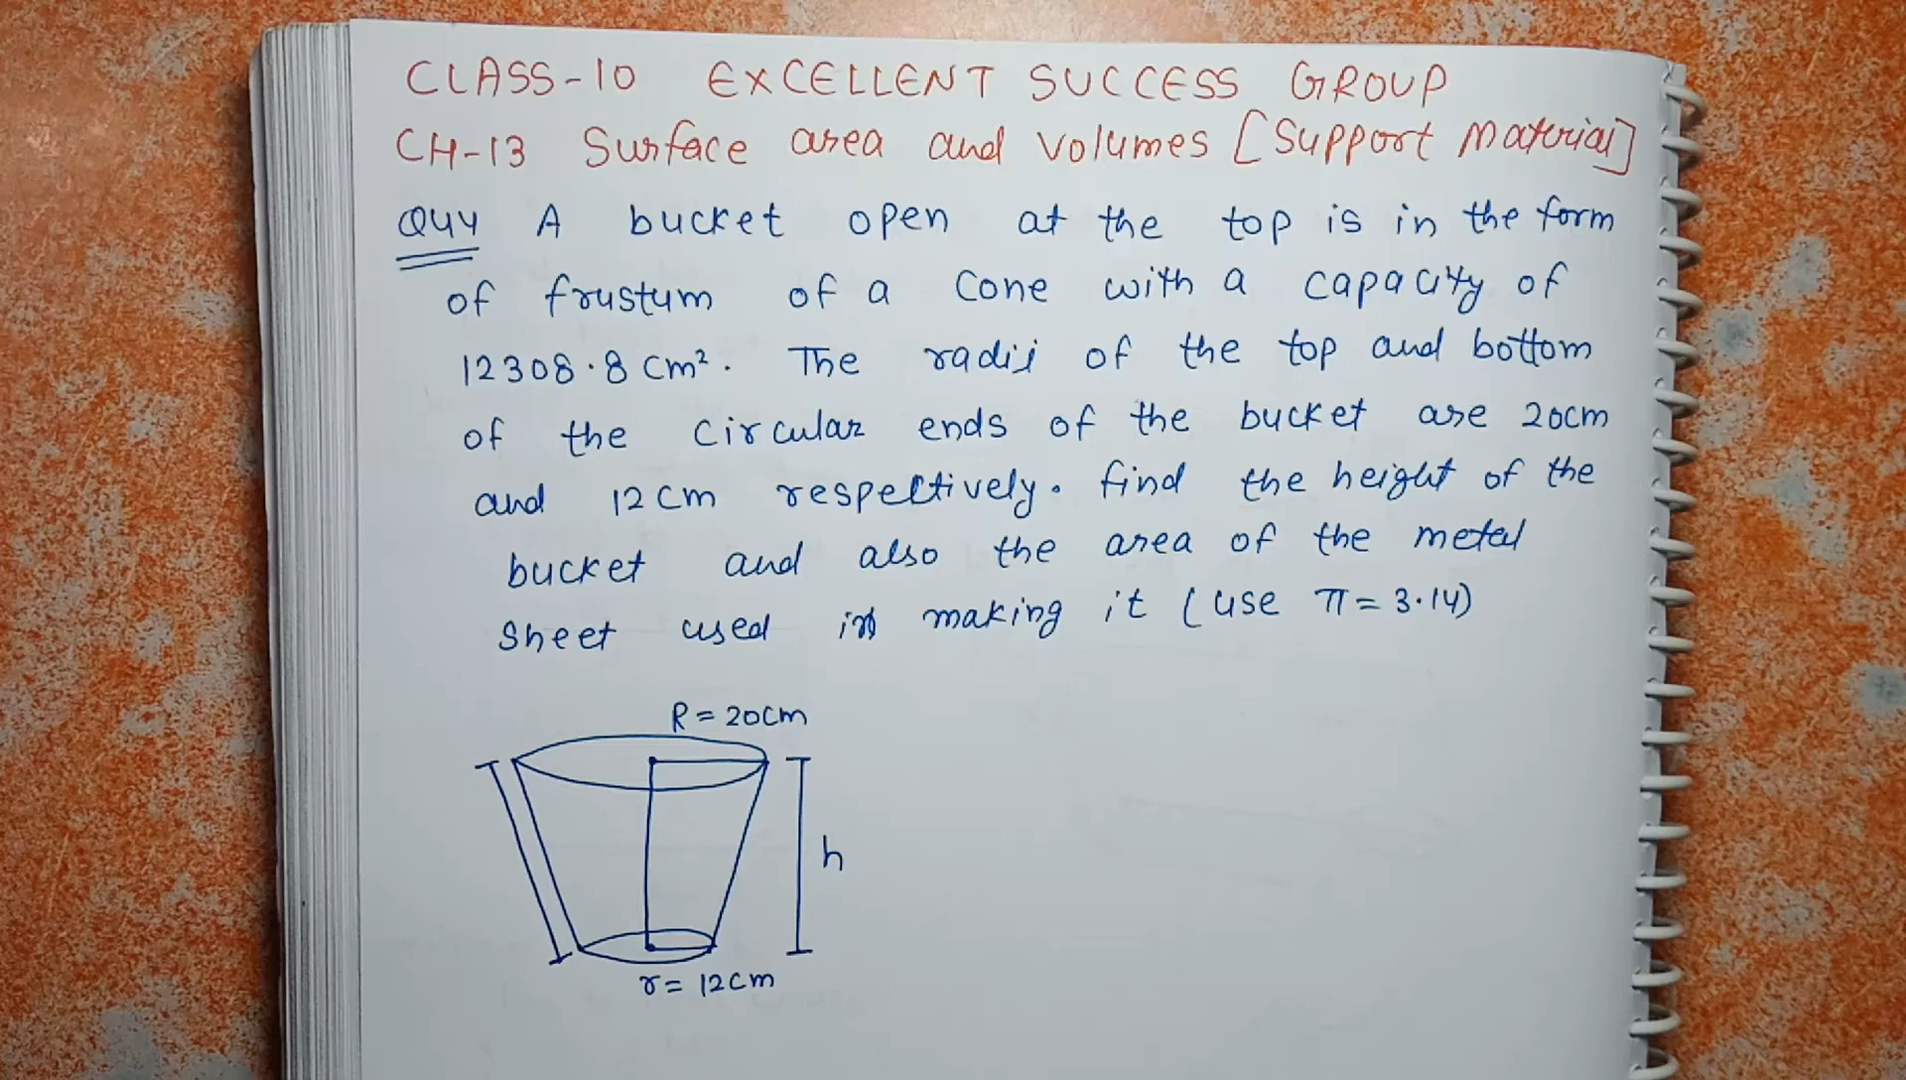 CLASS-10 EXCELLENT SUCCESS GROUP
CH-13 Surface area and volumes [Support Material]
Q44 A bucket open at the top is in the form
of frustum of a cone with a capacity of
12308.8 cm². The radii of the top and bottom
of the circular ends of the bucket are 20cm
and 12cm respectively. find the height of the
bucket and also the area of the metal
sheet used in making it (use π = 3.14)
R = 20cm
h
r = 12cm